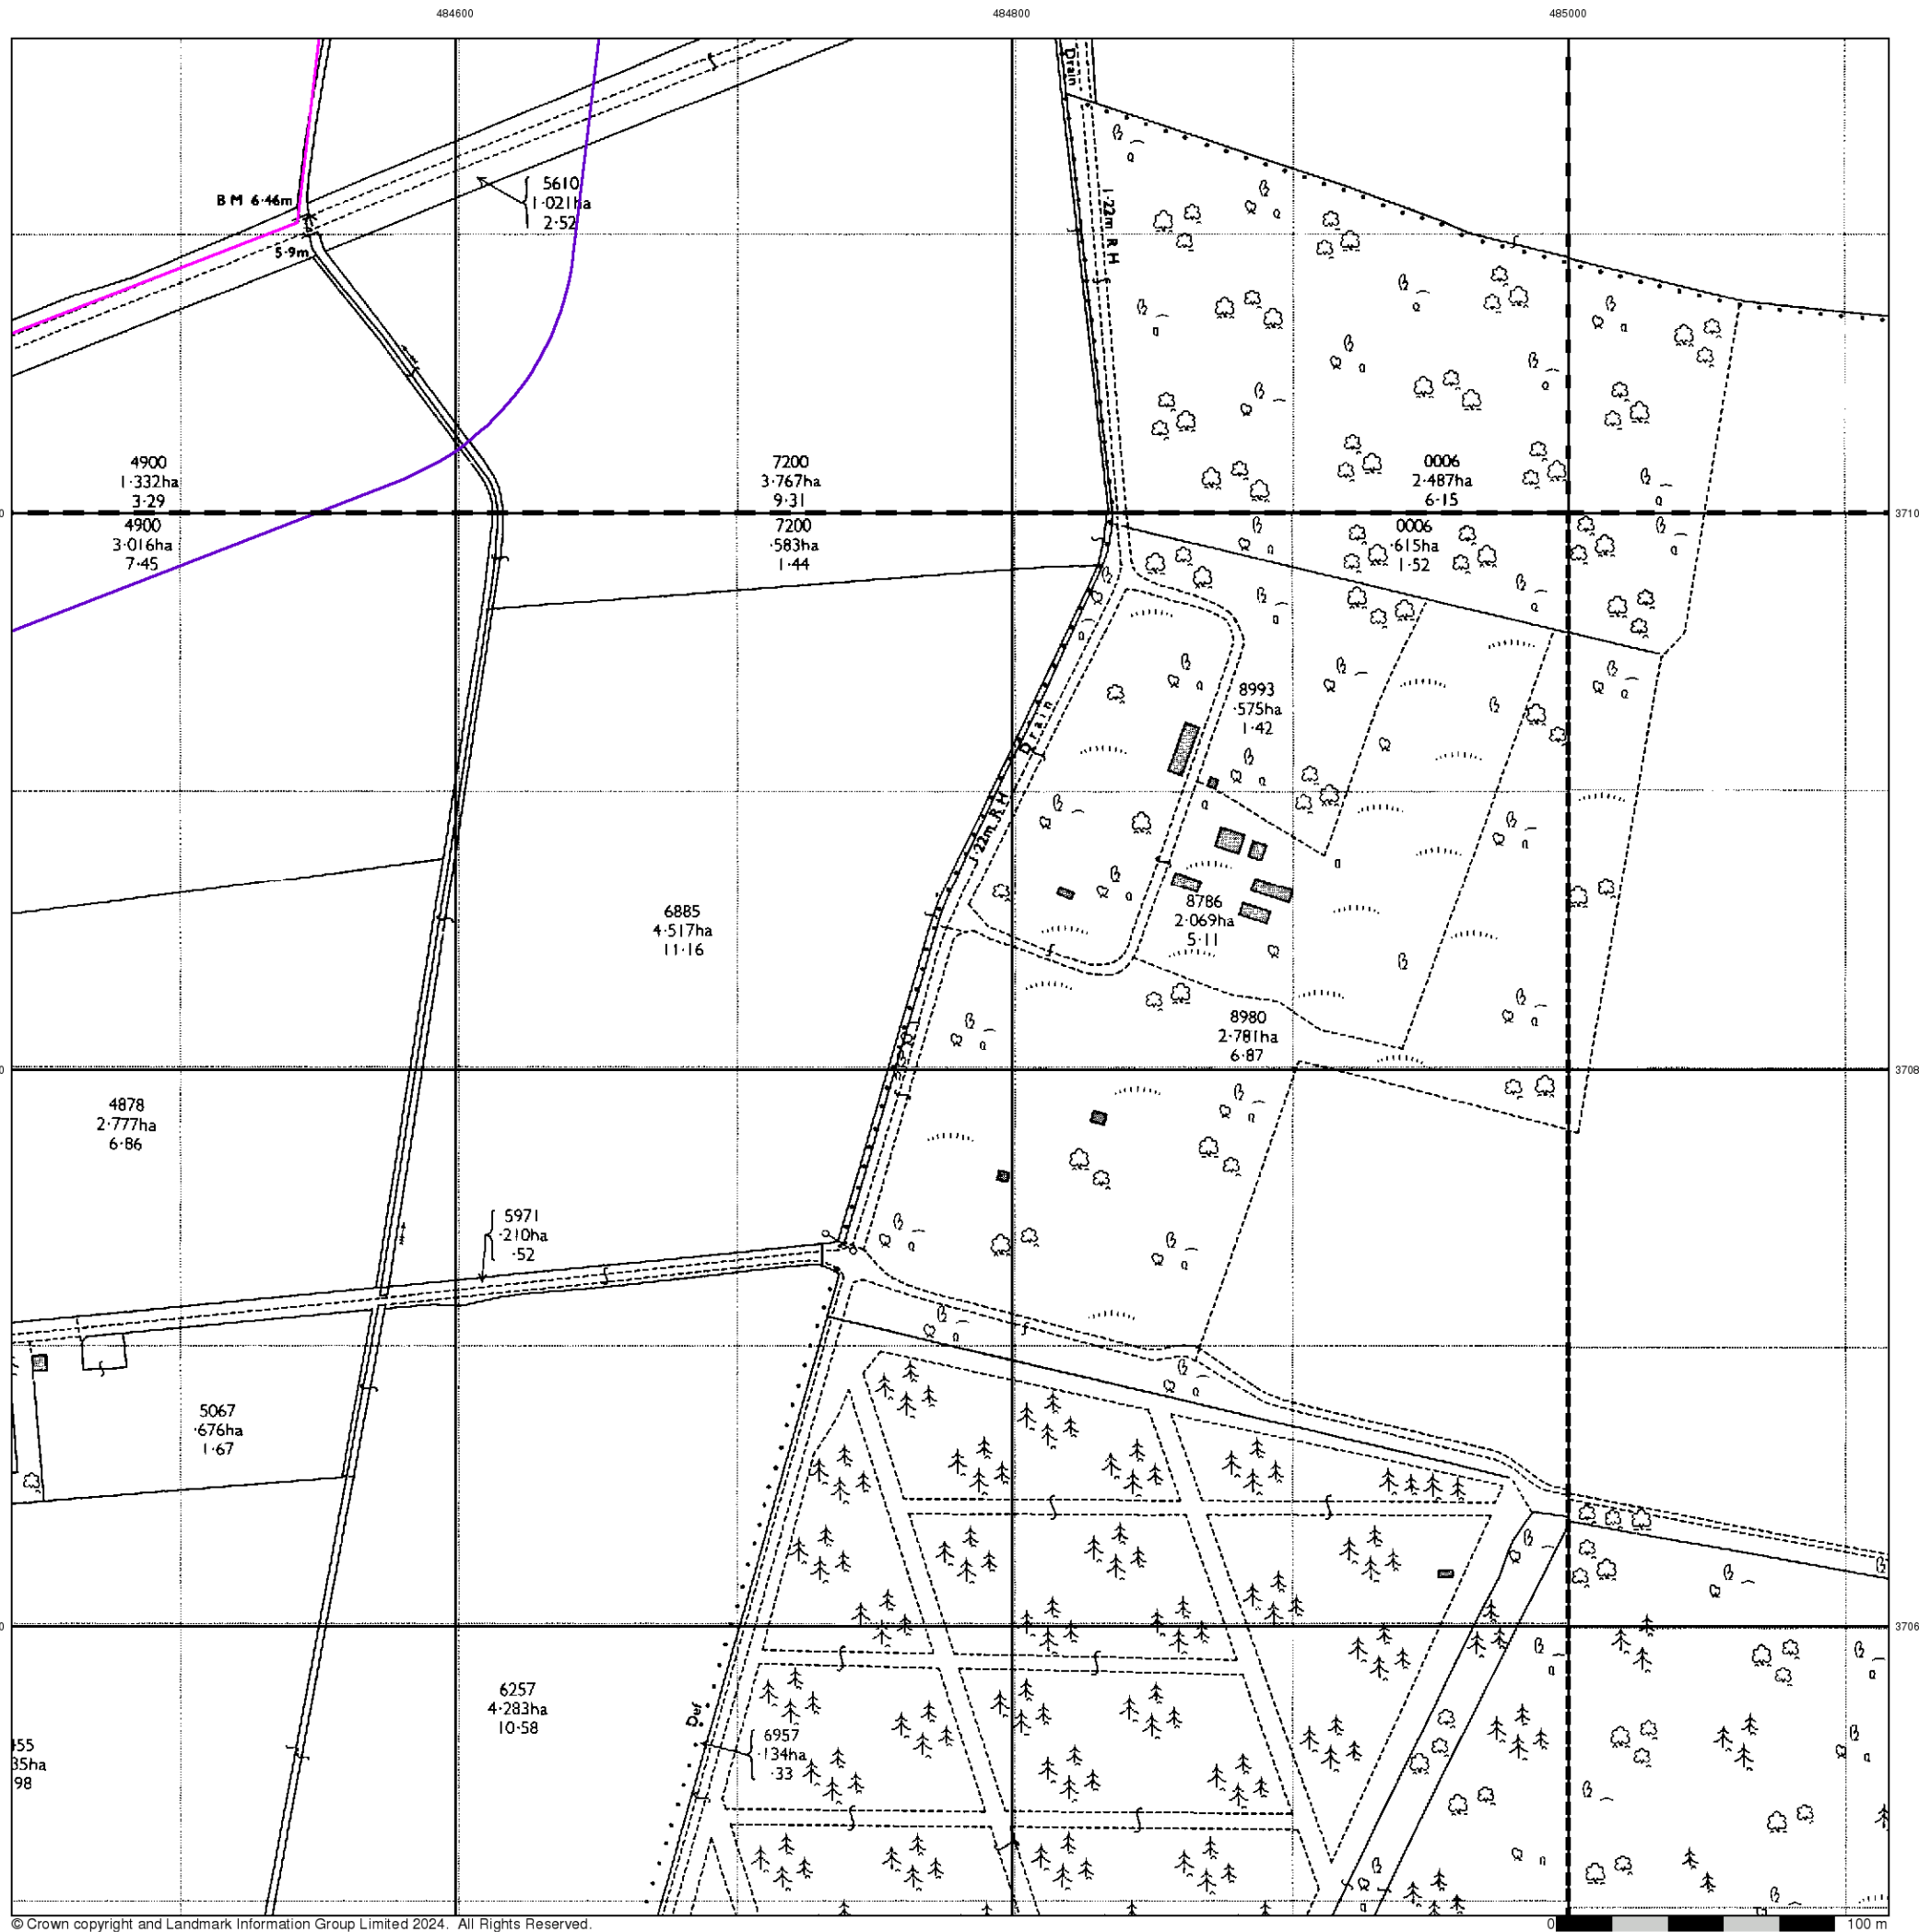 484600
484800
485000
Drain
B M 6·46m
5610
1·021ha
2·52
1·22m R H
5·9m
4900
1·332ha
3·29
7200
3·767ha
9·31
0006
2·487ha
6·15
3710
4900
3·016ha
7·45
7200
·583ha
1·44
0006
·615ha
1·52
8993
·575ha
1·42
Drain
1·22m R H
6885
4·517ha
11·16
8786
2·069ha
5·11
8980
2·781ha
6·87
3708
4878
2·777ha
6·86
5971
·210ha
·52
5067
·676ha
1·67
3706
6257
4·283ha
10·58
Def
6957
·134ha
·33
55
35ha
98
© Crown copyright and Landmark Information Group Limited 2024. All Rights Reserved.
0 100 m